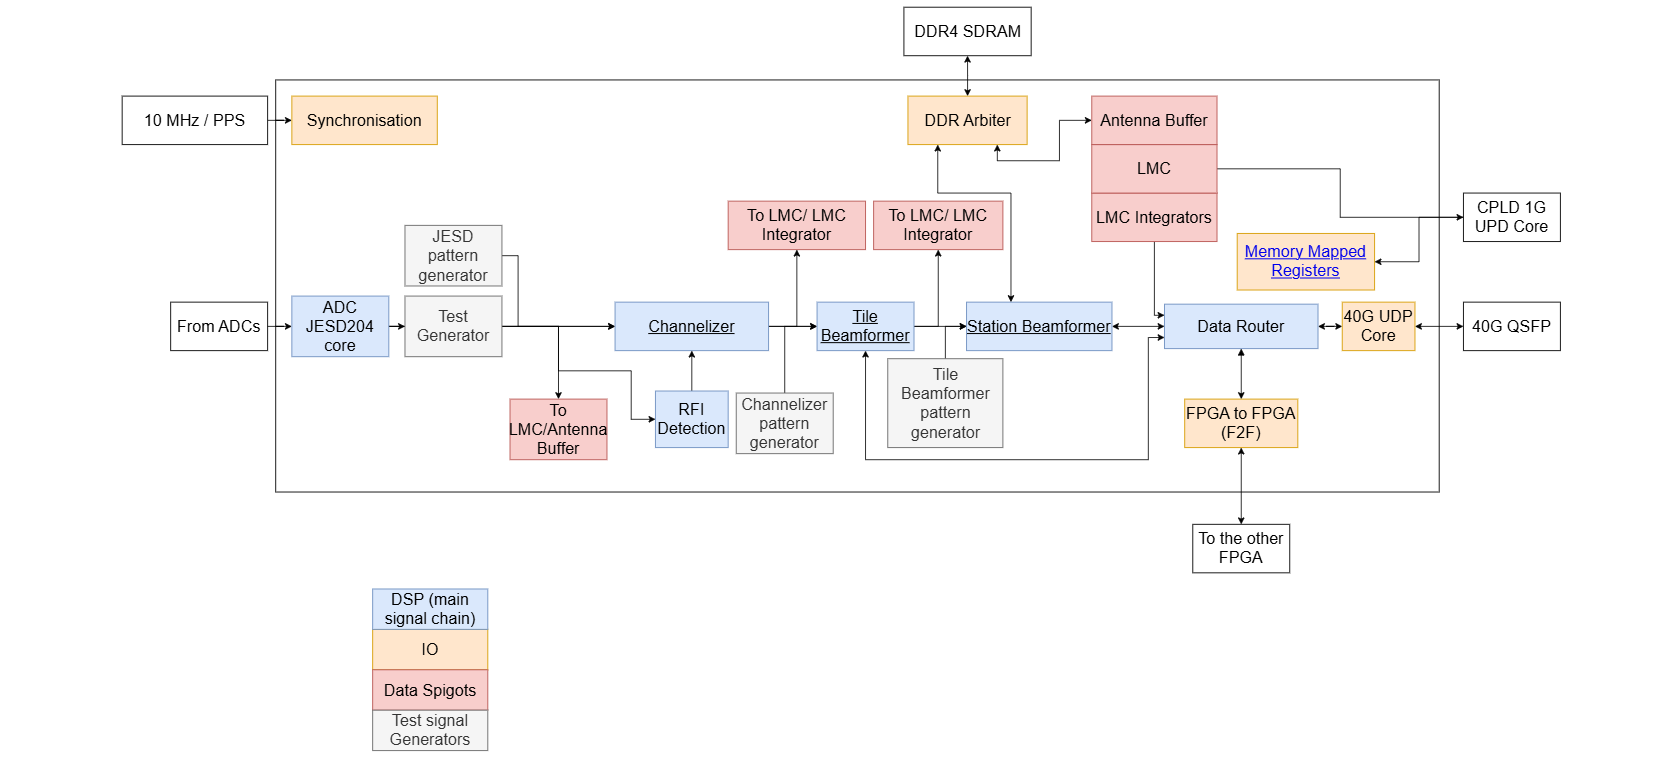 DDR4 SDRAM
10 MHz / PPS
Synchronisation
DDR Arbiter
Antenna Buffer
LMC
LMC Integrators
To LMC/ LMC
Integrator
To LMC/ LMC
Integrator
CPLD 1G
UPD Core
Memory Mapped
Registers
JESD
pattern
generator
From ADCs
ADC
JESD204
core
Test
Generator
Channelizer
Tile
Beamformer
Station Beamformer
Data Router
40G UDP
Core
40G QSFP
To
LMC/Antenna
Buffer
RFI
Detection
Channelizer
pattern
generator
Tile
Beamformer
pattern
generator
FPGA to FPGA
(F2F)
To the other
FPGA
DSP (main
signal chain)
IO
Data Spigots
Test signal
Generators